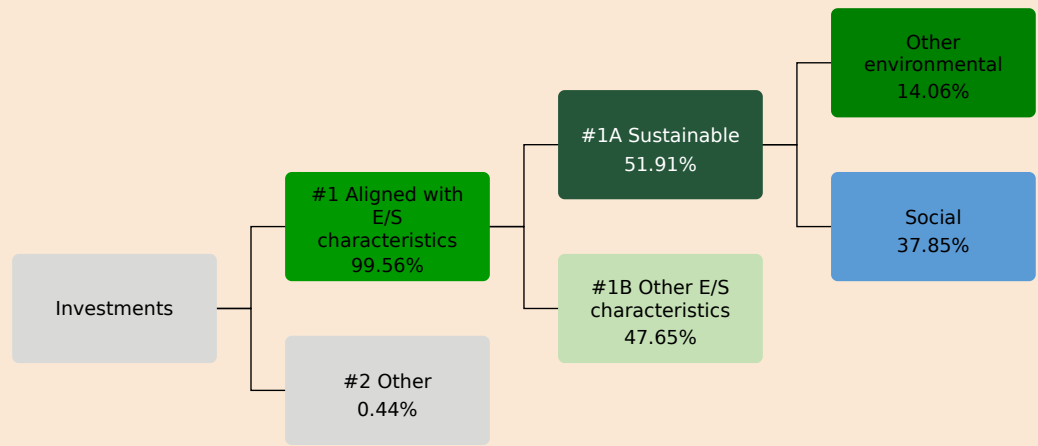 Investments
#1 Aligned with
E/S
characteristics
99.56%
#2 Other
0.44%
#1A Sustainable
51.91%
#1B Other E/S
characteristics
47.65%
Other
environmental
14.06%
Social
37.85%